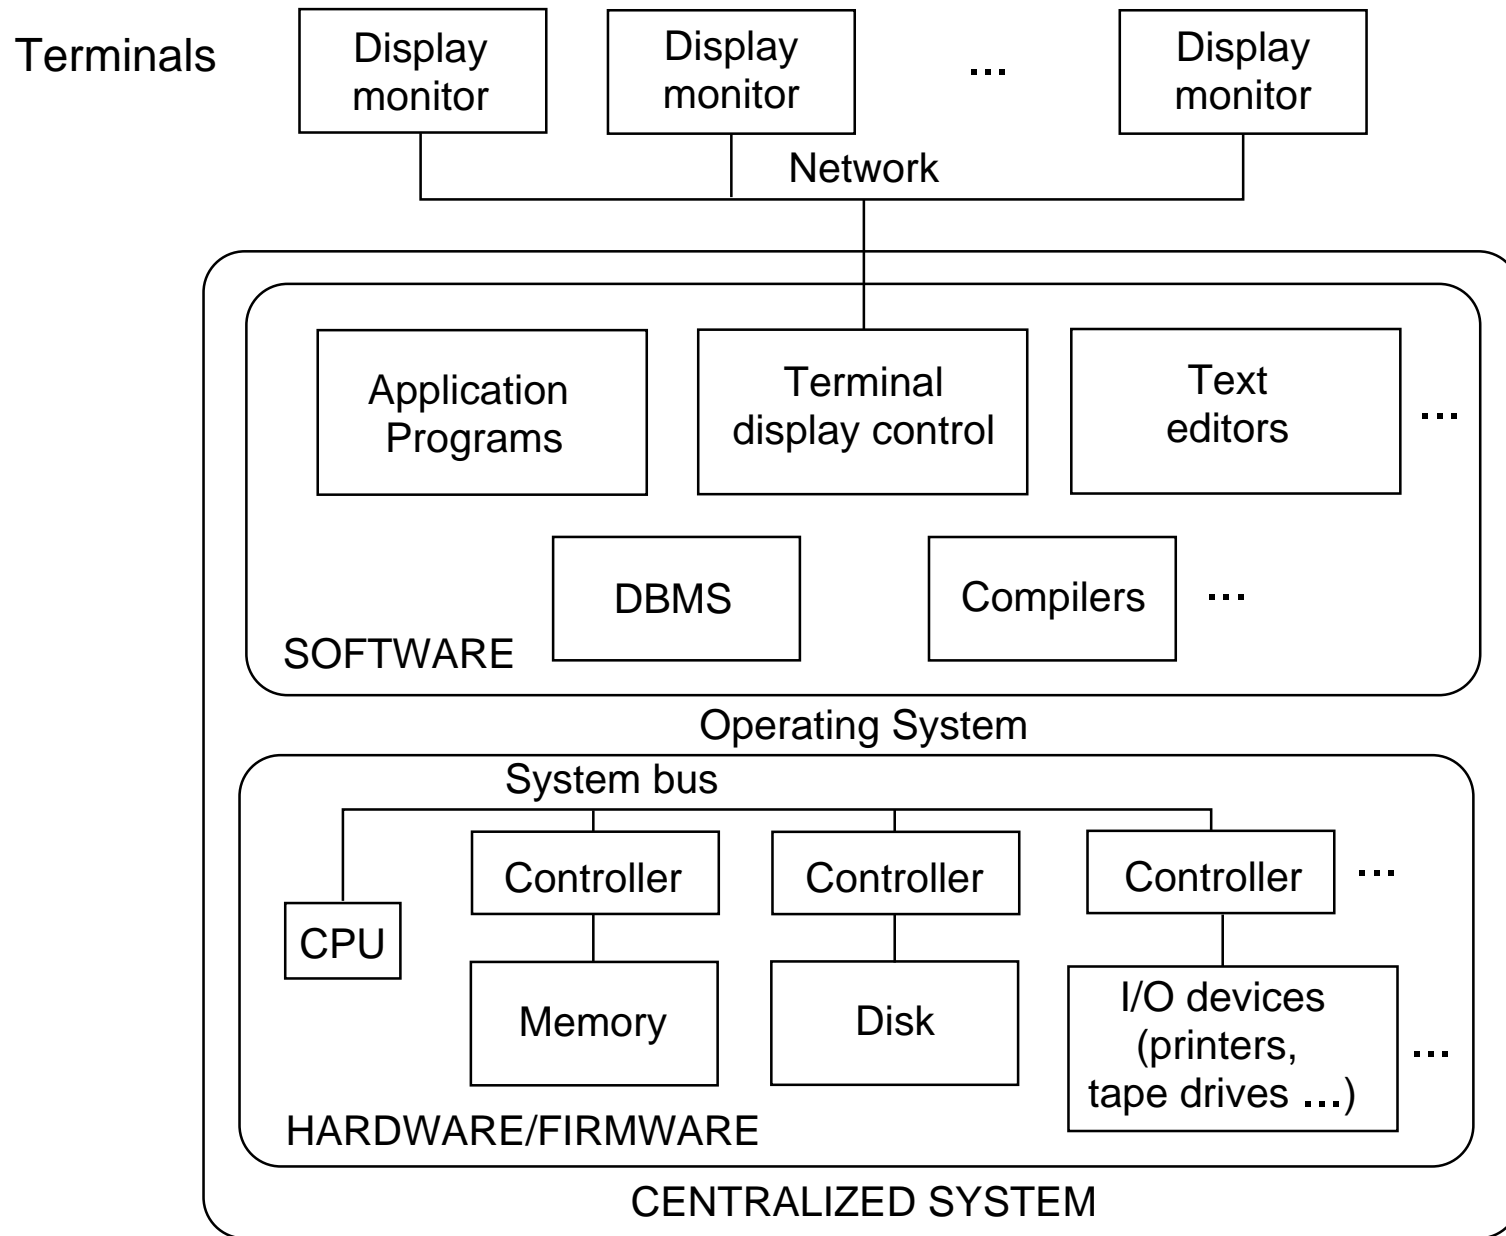 Terminals
Display
monitor
Display
monitor
...
Display
monitor
Network
Application
Programs
Terminal
display control
Text
editors
...
DBMS
Compilers
...
SOFTWARE
Operating System
System bus
CPU
Controller
Controller
Controller
...
Memory
Disk
I/O devices
(printers,
tape drives ...)
...
HARDWARE/FIRMWARE
CENTRALIZED SYSTEM